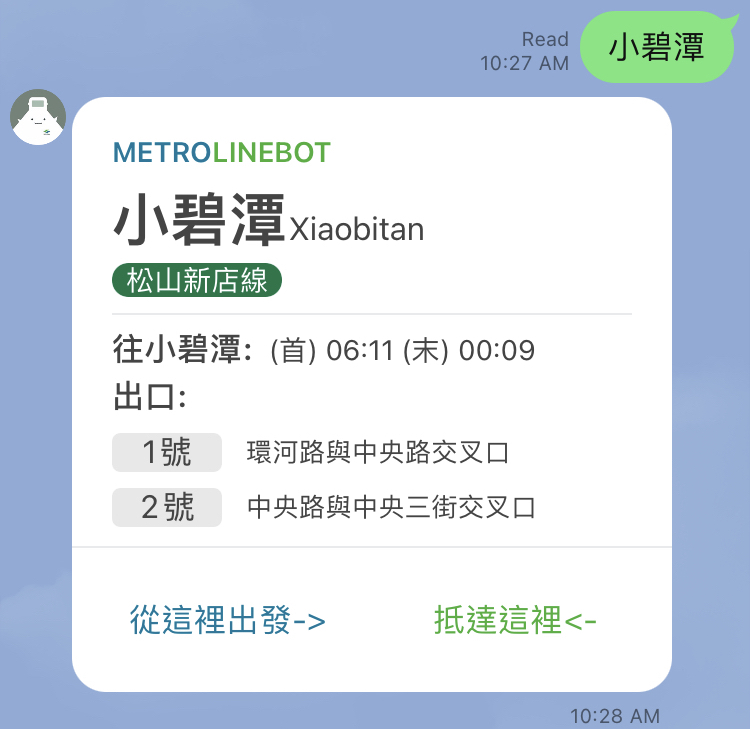 Read
10:27 AM
小碧潭
METROLINEBOT
小碧潭Xiaobitan
松山新店線
往小碧潭: (首) 06:11 (末) 00:09
出口:
1號 環河路與中央路交叉口
2號 中央路與中央三街交叉口
從這裡出發-> 抵達這裡<-
10:28 AM